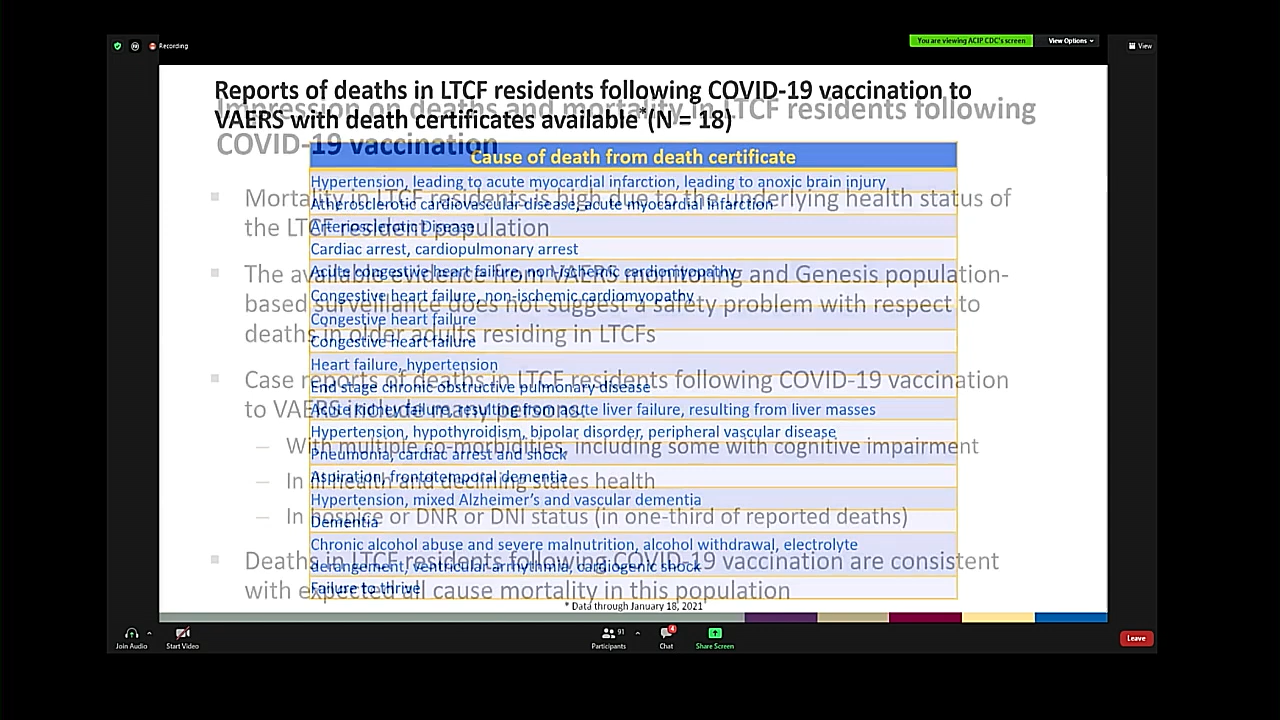 Recording
You are viewing ACIP CDC's screen
View Options
View
Reports of deaths in LTCF residents following COVID-19 vaccination to
VAERS with death certificates available* (N = 18)
Impression on deaths and mortality in LTCF residents following
COVID-19 vaccination
Cause of death from death certificate
Hypertension, leading to acute myocardial infarction, leading to anoxic brain injury
Atherosclerotic cardiovascular disease, acute myocardial infarction
Arteriosclerotic Disease
Cardiac arrest, cardiopulmonary arrest
Acute congestive heart failure, non-ischemic cardiomyopathy
Congestive heart failure, non-ischemic cardiomyopathy
Congestive heart failure
Congestive heart failure
Heart failure, hypertension
End stage chronic obstructive pulmonary disease
Acute kidney failure, resulting from acute liver failure, resulting from liver masses
Hypertension, hypothyroidism, bipolar disorder, peripheral vascular disease
Pneumonia, cardiac arrest and shock
Aspiration, frontotemporal dementia
Hypertension, mixed Alzheimer's and vascular dementia
Dementia
Chronic alcohol abuse and severe malnutrition, alcohol withdrawal, electrolyte
derangement, ventricular arrhythmia, cardiogenic shock
Failure to thrive
* Data through January 18, 2021
Mortality in LTCF residents is high due to the underlying health status of
the LTCF resident population
The available evidence from VAERS monitoring and Genesis population-
based surveillance does not suggest a safety problem with respect to
deaths in older adults residing in LTCFs
Case reports of deaths in LTCF residents following COVID-19 vaccination
to VAERS include many persons:
– With multiple co-morbidities, including some with cognitive impairment
– In ill health and declining states health
– In hospice or DNR or DNI status (in one-third of reported deaths)
Deaths in LTCF residents following COVID-19 vaccination are consistent
with expected all cause mortality in this population
Join Audio
Start Video
91
Participants
4
Chat
Share Screen
Leave